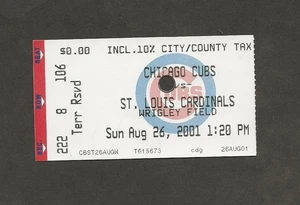 $0.00 INCL.10% CITY/COUNTY TAX
CHICAGO CUBS
-VS-
ST. LOUIS CARDINALS
WRIGLEY FIELD
Sun Aug 26, 2001 1:20 PM
CBST26AUGW T615673 cdg 26AUG01
222 8 106
Terr Rsvd
CUBS